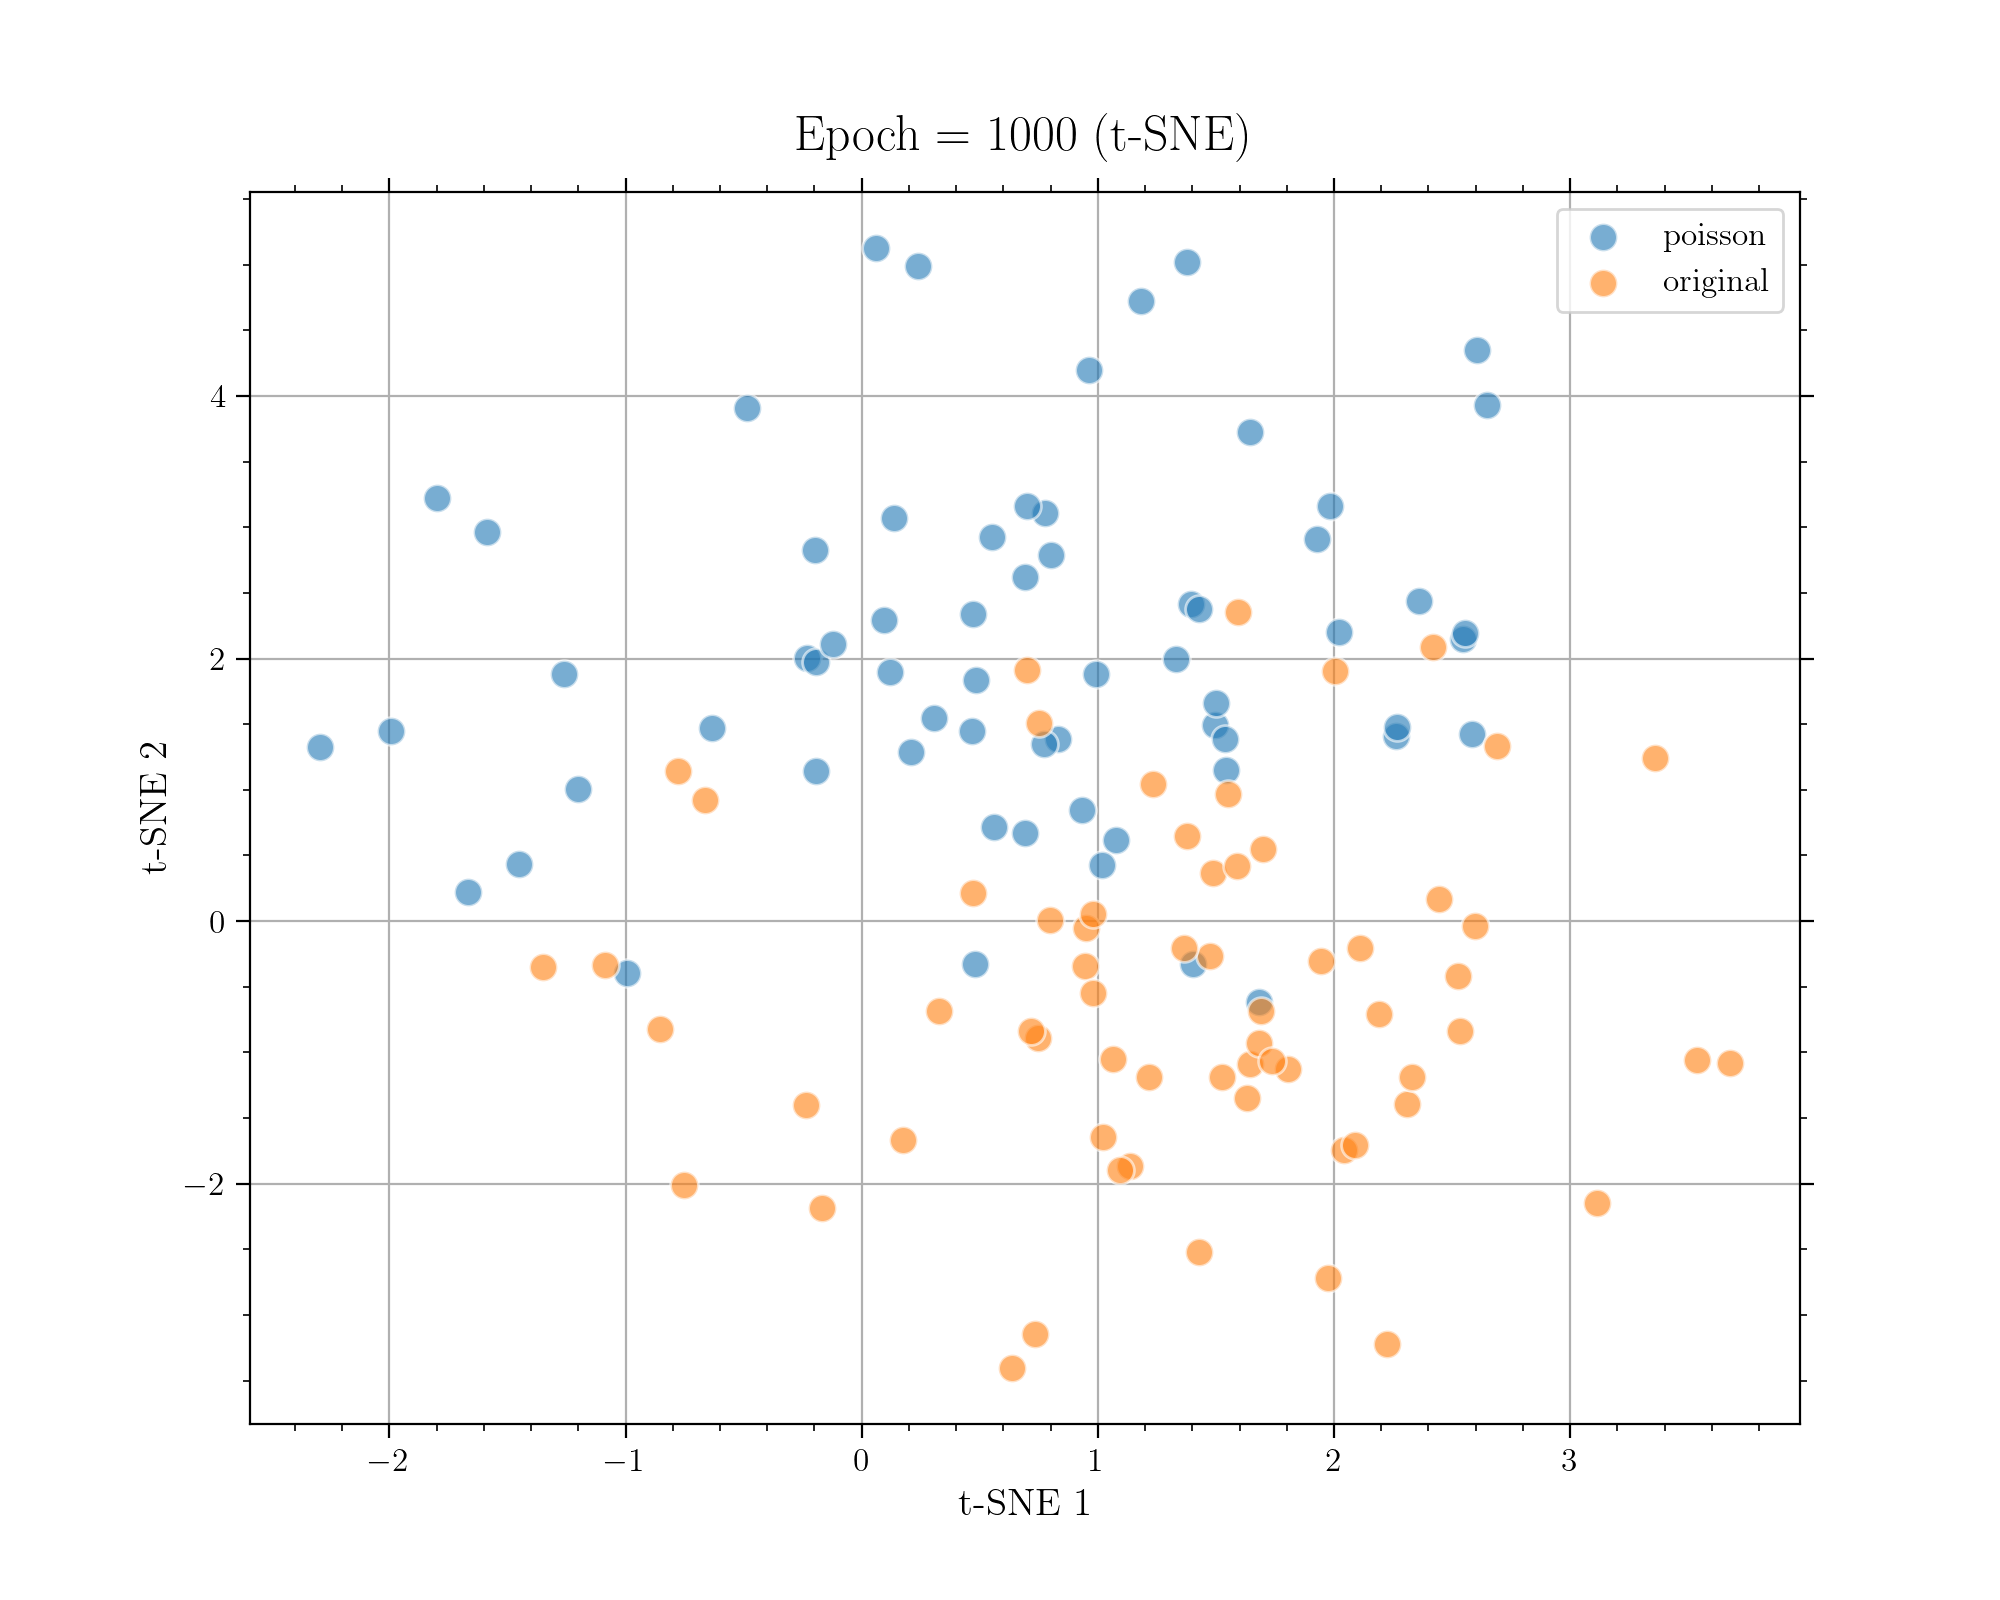 Epoch = 1000 (t-SNE)
poisson
original
4
2
0
−2
t-SNE 2
−2
−1
0
1
2
3
t-SNE 1